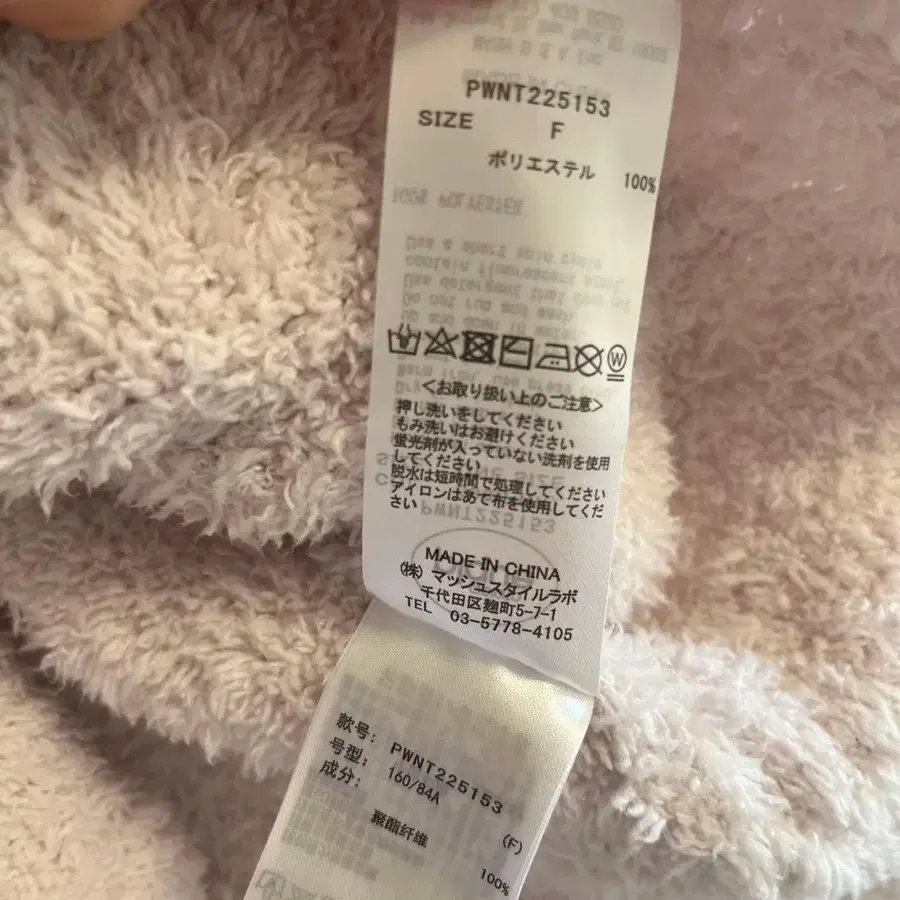 PWNT225153
SIZE F
ポリエステル 100%
100% POLYESTER
W
<お取り扱い上のご注意>
押し洗いをしてください
もみ洗いはお避けください
蛍光剤が入っていない洗剤を使用
してください
脱水は短時間で処理してください
アイロンはあて布を使用してくだ
さい
PWNT225153
MADE IN CHINA
(株) マッシュスタイルラボ
千代田区麹町5-7-1
TEL 03-5778-4105
款号: PWNT225153
号型: 160/84A (F)
成分:
聚酯纤维 100%